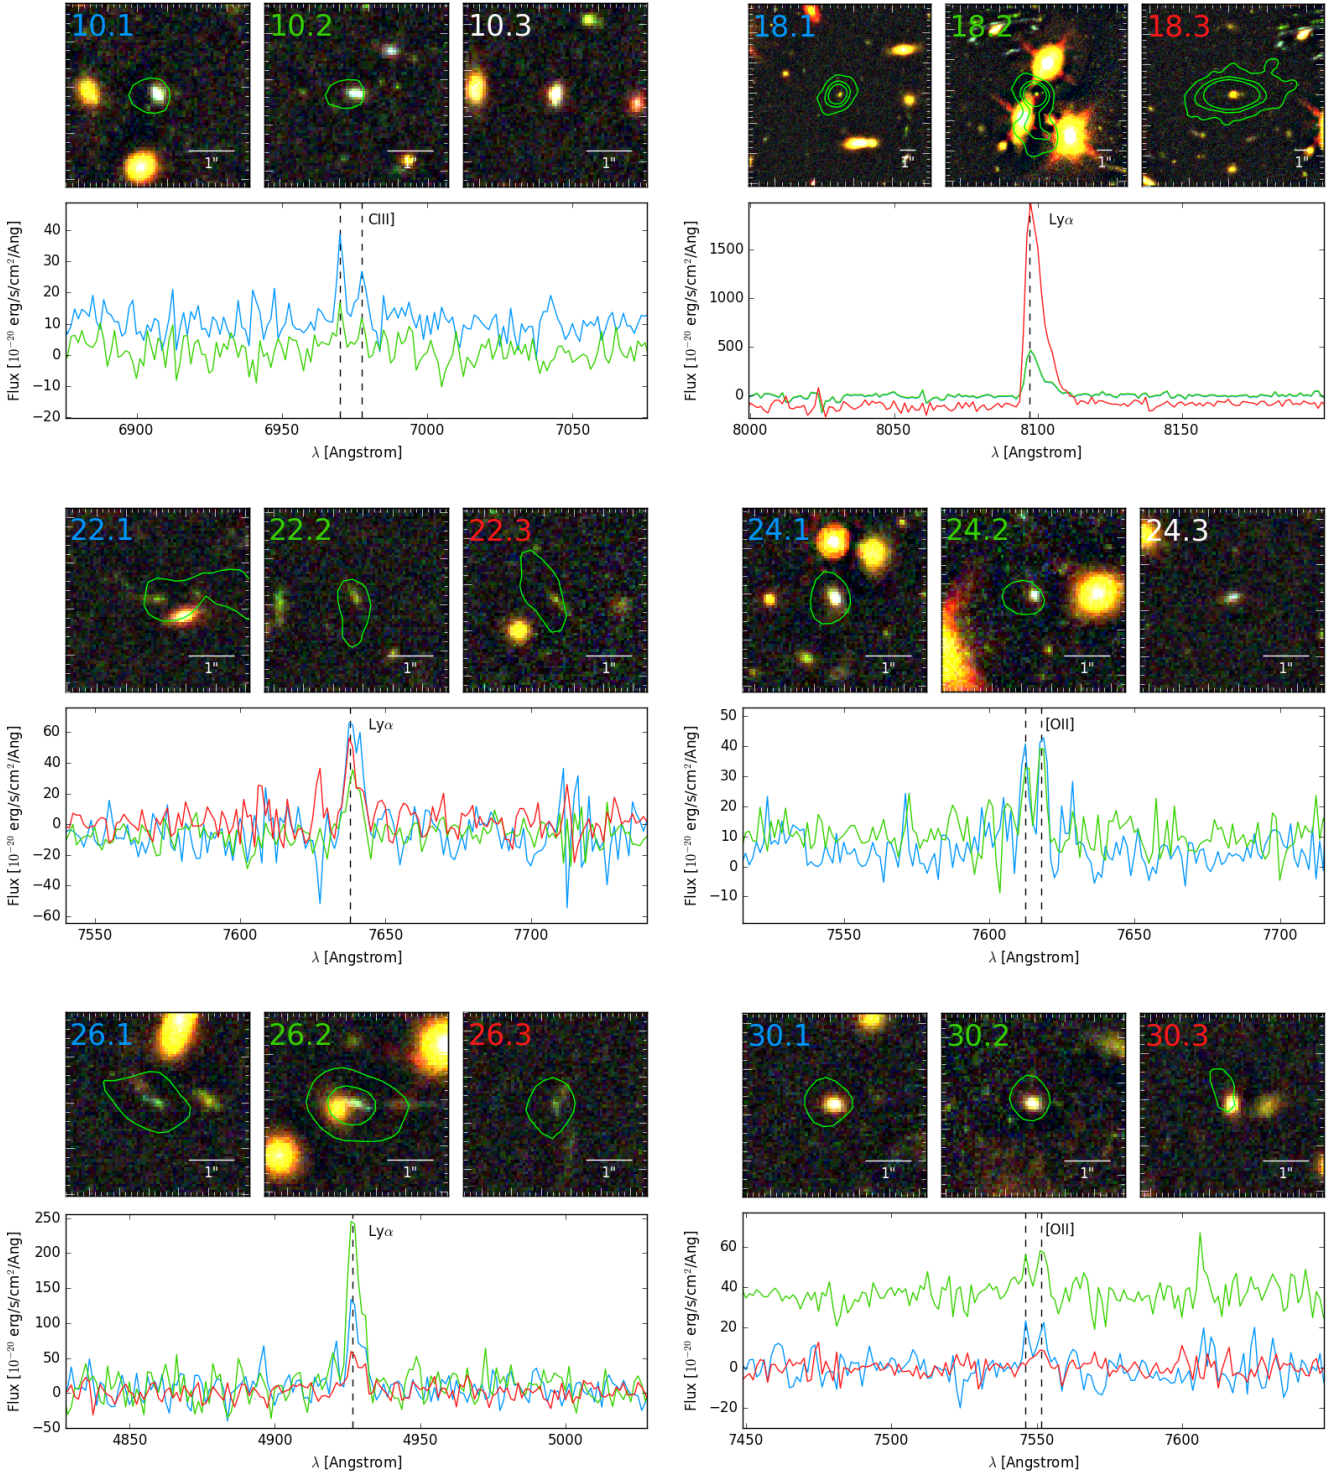 10.1 10.2 10.3
1" 1" 1"
40
30
20
10
0
−10
−20
Flux [10⁻²⁰ erg/s/cm²/Ang]
CIII]
6900 6950 7000 7050
λ [Angstrom]
18.1 18.2 18.3
1" 1" 1"
1500
1000
500
0
Flux [10⁻²⁰ erg/s/cm²/Ang]
Lyα
8000 8050 8100 8150
λ [Angstrom]
22.1 22.2 22.3
1" 1" 1"
60
40
20
0
−20
−40
−60
Flux [10⁻²⁰ erg/s/cm²/Ang]
Lyα
7550 7600 7650 7700
λ [Angstrom]
24.1 24.2 24.3
1" 1" 1"
50
40
30
20
10
0
−10
Flux [10⁻²⁰ erg/s/cm²/Ang]
[OII]
7550 7600 7650 7700
λ [Angstrom]
26.1 26.2 26.3
1" 1" 1"
250
200
150
100
50
0
−50
Flux [10⁻²⁰ erg/s/cm²/Ang]
Lyα
4850 4900 4950 5000
λ [Angstrom]
30.1 30.2 30.3
1" 1" 1"
60
40
20
0
−20
Flux [10⁻²⁰ erg/s/cm²/Ang]
[OII]
7450 7500 7550 7600
λ [Angstrom]